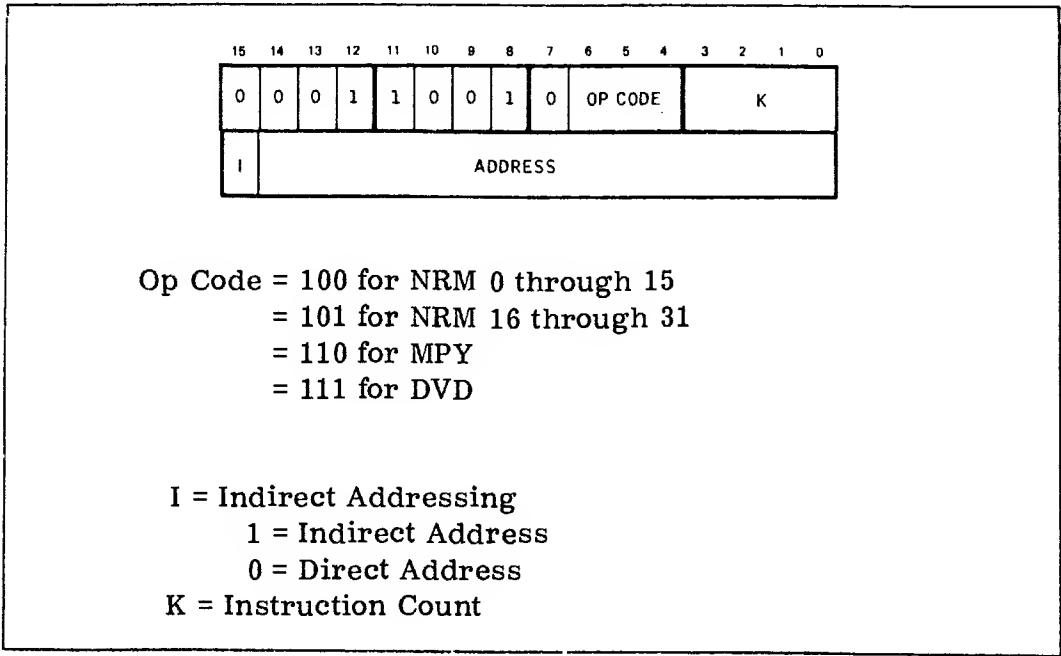 15 14 13 12 11 10 9 8 7 6 5 4 3 2 1 0
0 0 0 1 1 0 0 1 0 OP CODE K
I ADDRESS
Op Code = 100 for NRM 0 through 15
= 101 for NRM 16 through 31
= 110 for MPY
= 111 for DVD
I = Indirect Addressing
1 = Indirect Address
0 = Direct Address
K = Instruction Count